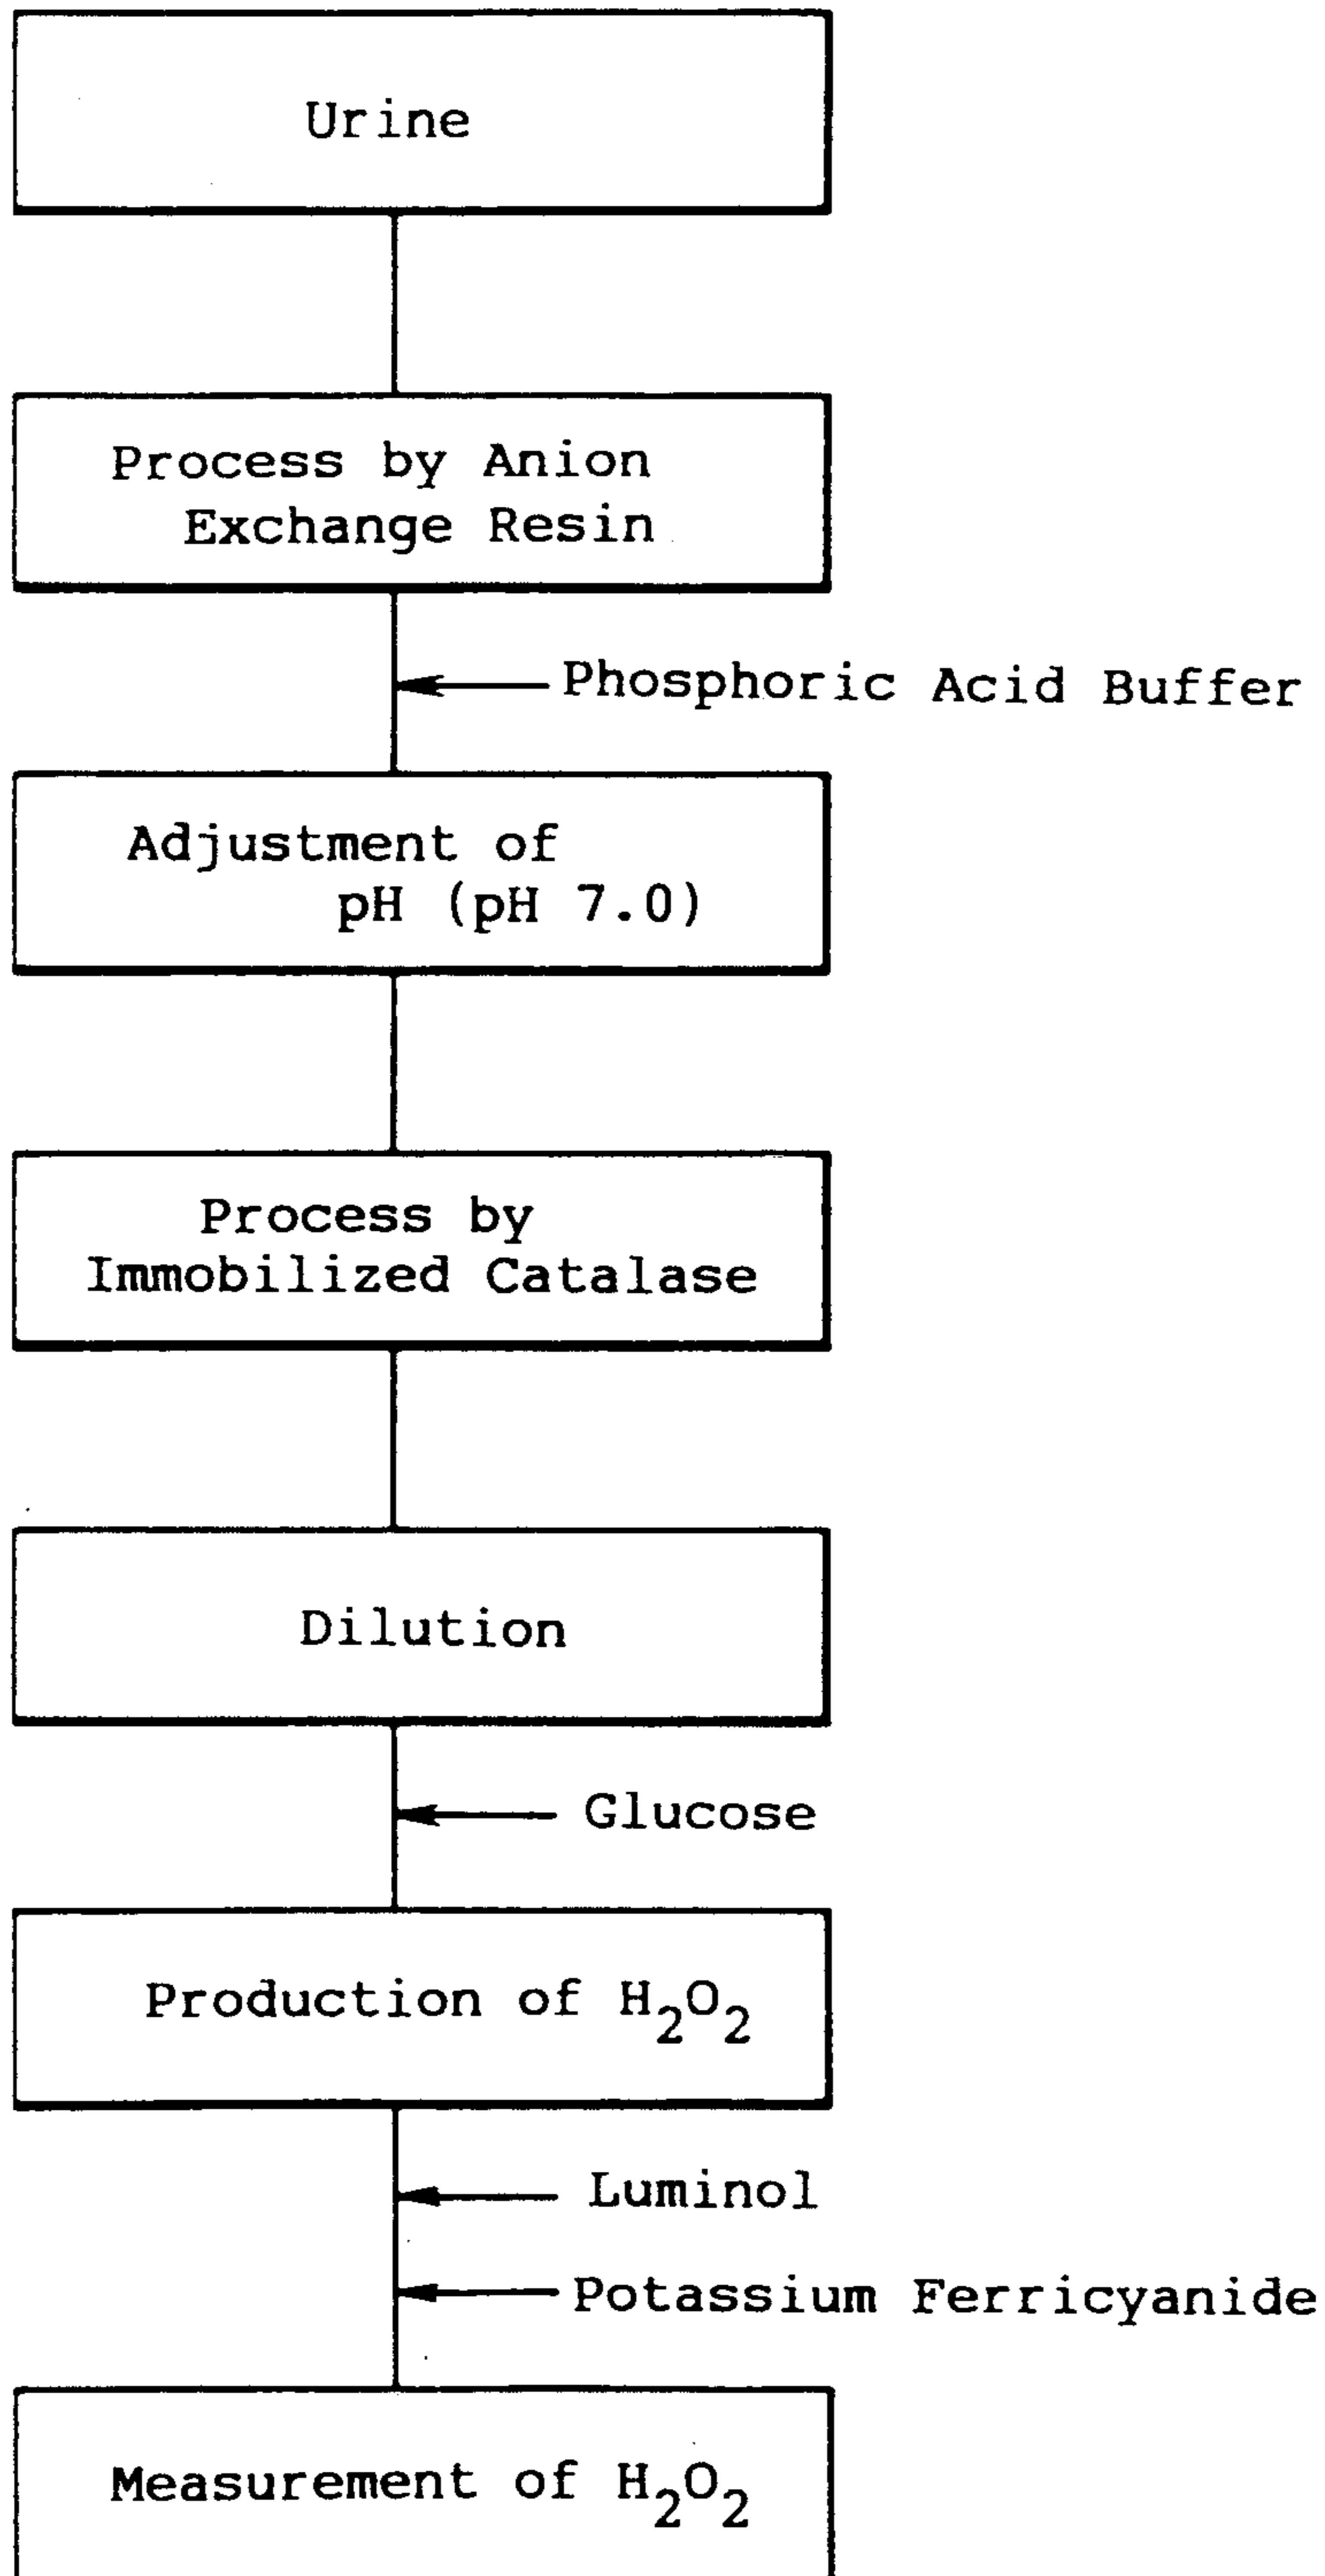 Urine
Process by Anion
Exchange Resin
Phosphoric Acid Buffer
Adjustment of
pH (pH 7.0)
Process by
Immobilized Catalase
Dilution
Glucose
Production of H₂O₂
Luminol
Potassium Ferricyanide
Measurement of H₂O₂